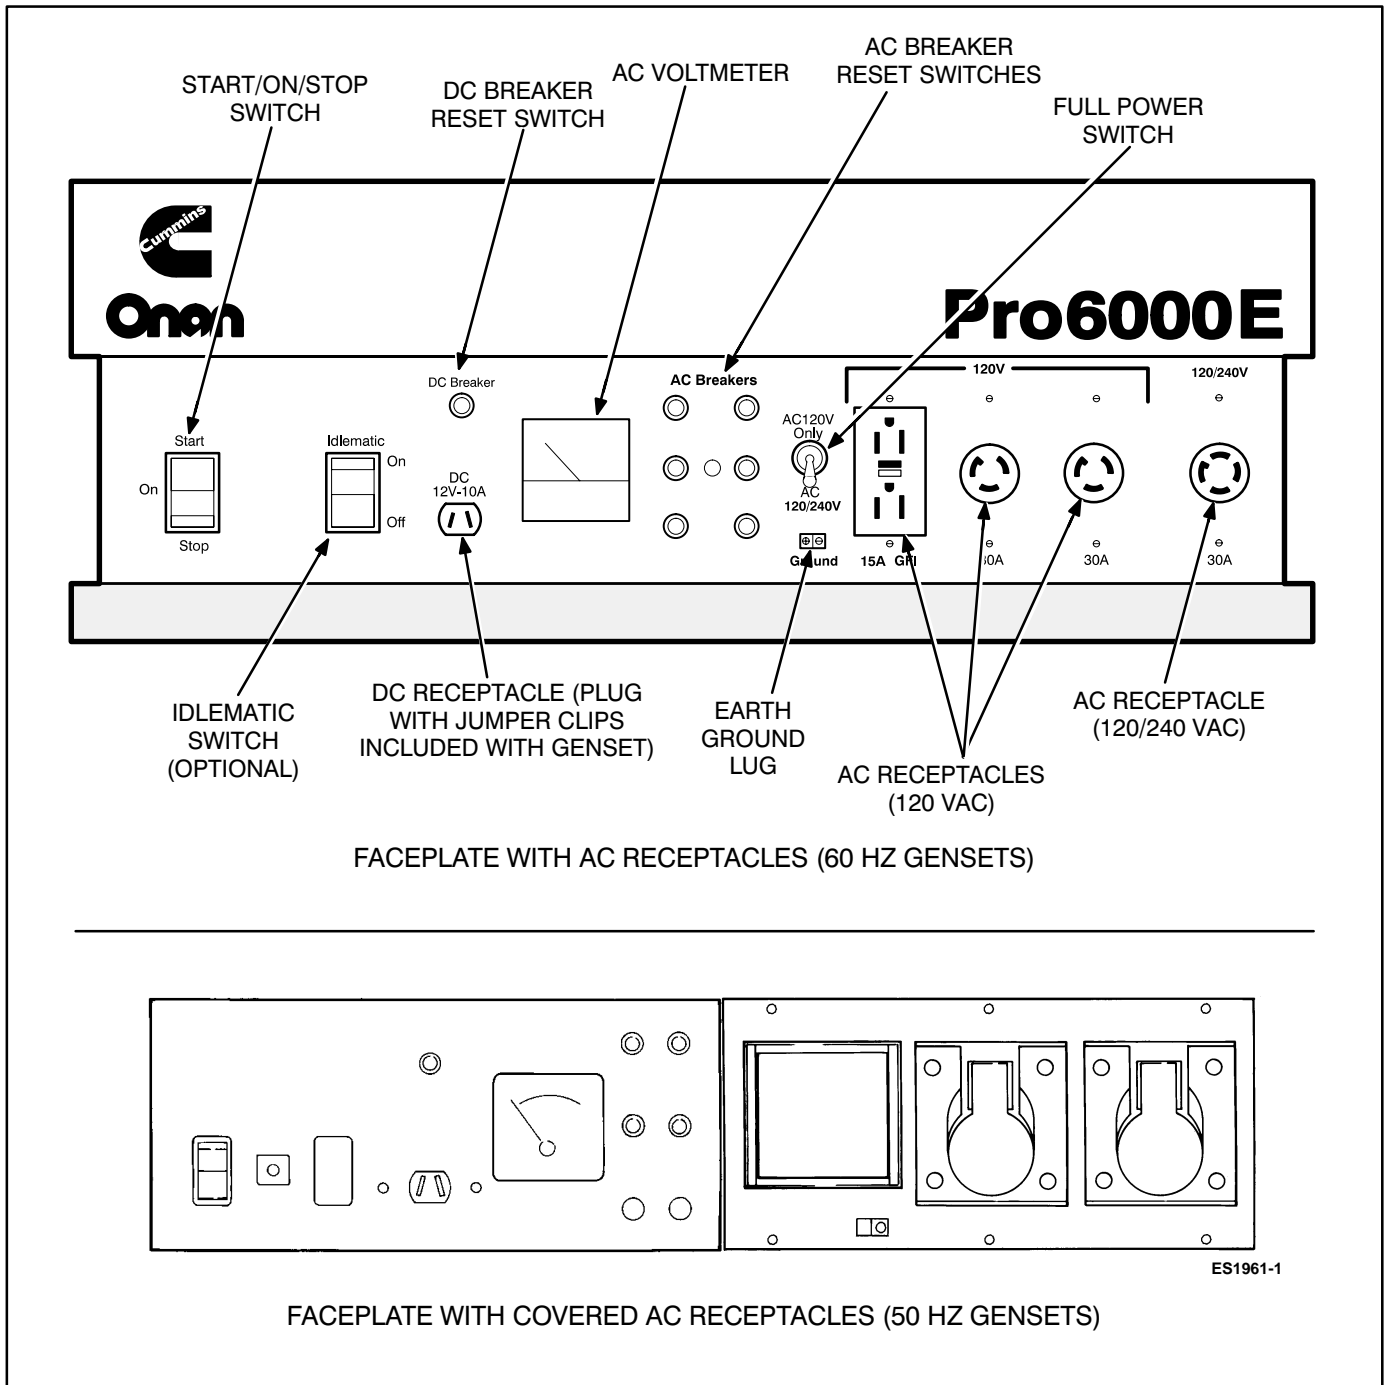 START/ON/STOP
SWITCH
DC BREAKER
RESET SWITCH
AC VOLTMETER
AC BREAKER
RESET SWITCHES
FULL POWER
SWITCH
Cummins
Onan
Pro6000E
DC Breaker
AC Breakers
120V
120/240V
AC120V
Only
Start
On
Stop
Idlematic
On
Off
DC
12V-10A
AC
120/240V
Ground
15A GFI
30A
30A
30A
IDLEMATIC
SWITCH
(OPTIONAL)
DC RECEPTACLE (PLUG
WITH JUMPER CLIPS
INCLUDED WITH GENSET)
EARTH
GROUND
LUG
AC RECEPTACLES
(120 VAC)
AC RECEPTACLE
(120/240 VAC)
FACEPLATE WITH AC RECEPTACLES (60 HZ GENSETS)
ES1961-1
FACEPLATE WITH COVERED AC RECEPTACLES (50 HZ GENSETS)